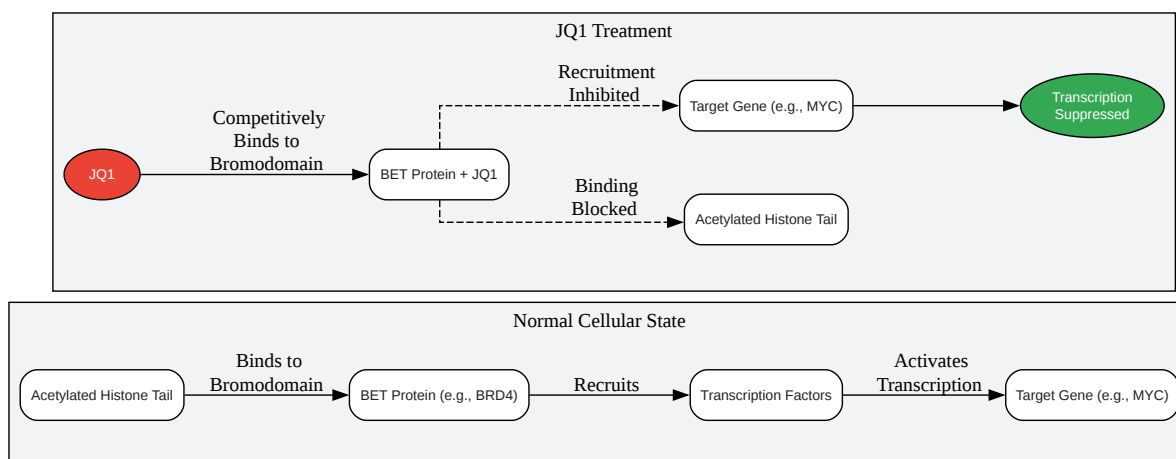 JQ1 Treatment
Recruitment
Inhibited
Target Gene (e.g., MYC)
Transcription
Suppressed
Competitively
Binds to
Bromodomain
JQ1
BET Protein + JQ1
Binding
Blocked
Acetylated Histone Tail
Normal Cellular State
Acetylated Histone Tail
Binds to
Bromodomain
BET Protein (e.g., BRD4)
Recruits
Transcription Factors
Activates
Transcription
Target Gene (e.g., MYC)